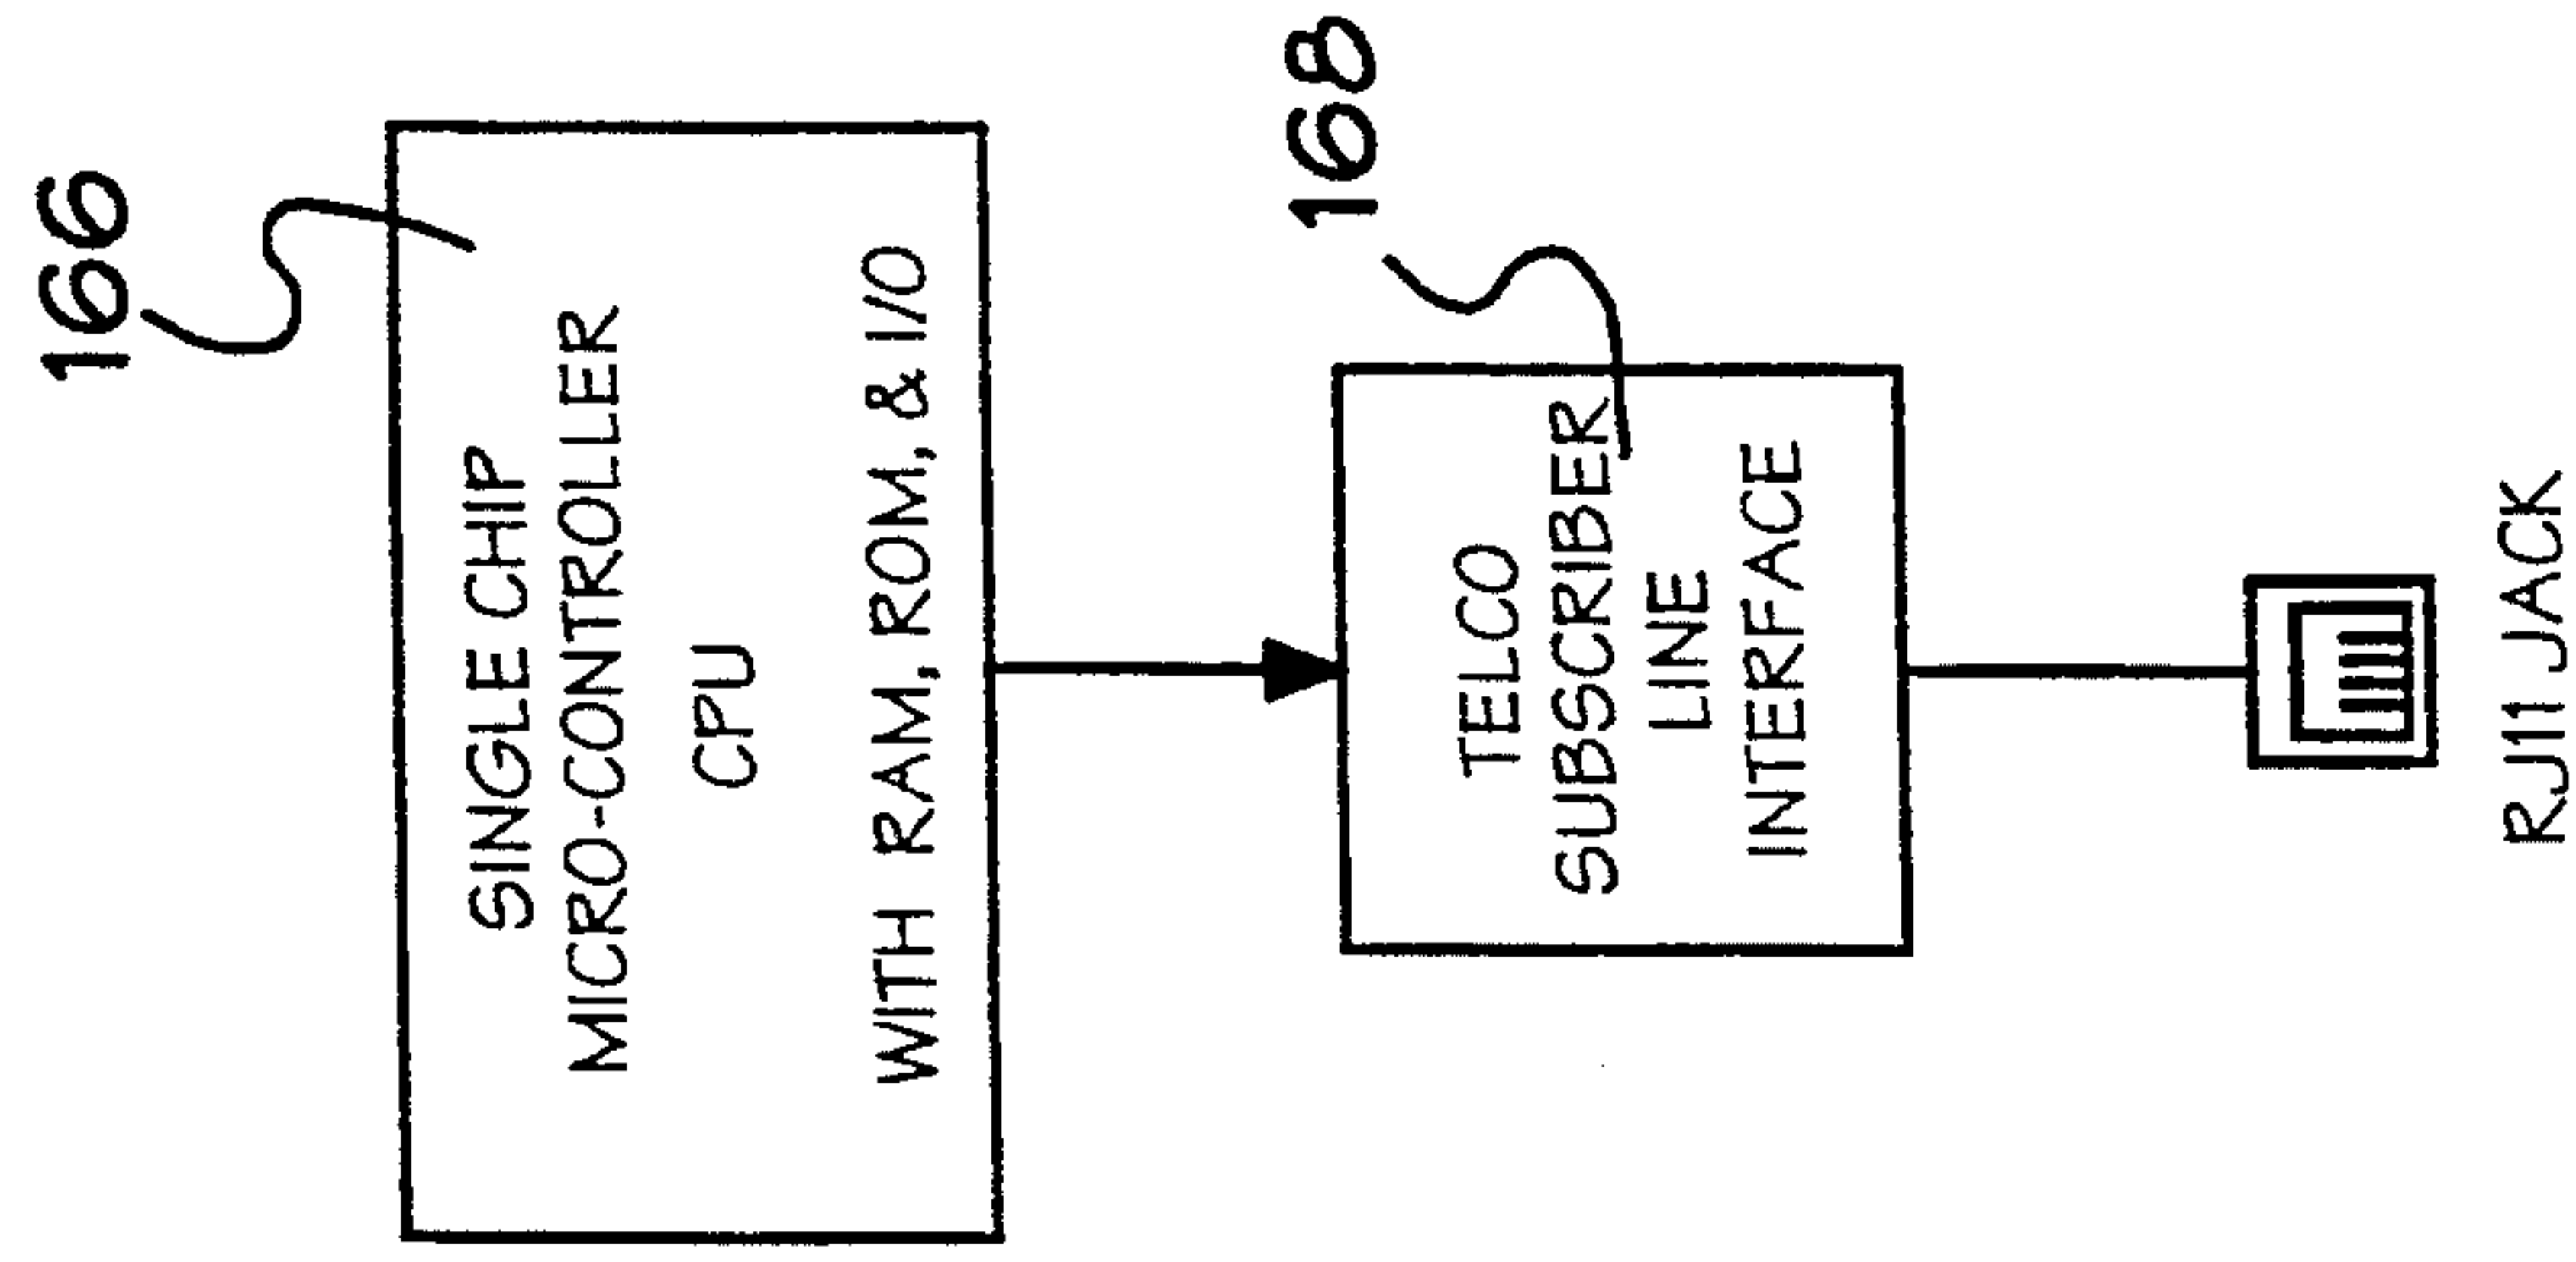 166
SINGLE CHIP
MICRO-CONTROLLER
CPU
WITH RAM, ROM, & I/O
168
TELCO
SUBSCRIBER
LINE
INTERFACE
RJ11 JACK